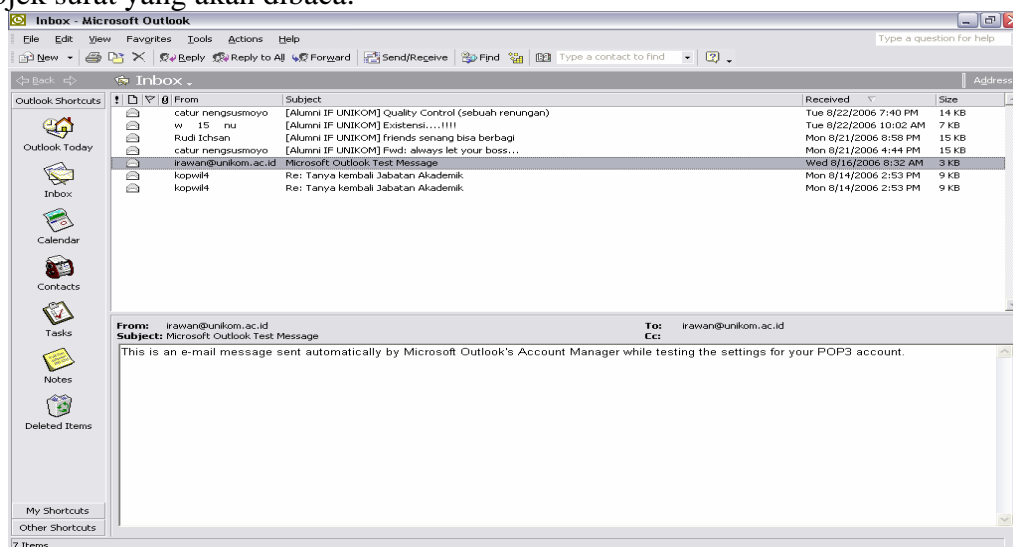 ojek surat yang akan dibaca.
Inbox - Microsoft Outlook
File Edit View Favorites Tools Actions Help Type a question for help
New Reply Reply to All Forward Send/Receive Find Type a contact to find
Back Inbox Address
Outlook Shortcuts ! From Subject Received Size
catur nengsusmoyo [Alumni IF UNIKOM] Quality Control (sebuah renungan) Tue 8/22/2006 7:40 PM 14 KB
w 15 nu [Alumni IF UNIKOM] Existensi....!!!! Tue 8/22/2006 10:02 AM 7 KB
Rudi Ichsan [Alumni IF UNIKOM] friends senang bisa berbagi Mon 8/21/2006 8:58 PM 15 KB
catur nengsusmoyo [Alumni IF UNIKOM] Fwd: always let your boss... Mon 8/21/2006 4:44 PM 15 KB
irawan@unikom.ac.id Microsoft Outlook Test Message Wed 8/16/2006 8:32 AM 3 KB
kopwil4 Re: Tanya kembali Jabatan Akademik Mon 8/14/2006 2:53 PM 9 KB
kopwil4 Re: Tanya kembali Jabatan Akademik Mon 8/14/2006 2:53 PM 9 KB
Outlook Today
Inbox
Calendar
Contacts
Tasks
Notes
Deleted Items
My Shortcuts
Other Shortcuts
From: irawan@unikom.ac.id To: irawan@unikom.ac.id
Subject: Microsoft Outlook Test Message Cc:
This is an e-mail message sent automatically by Microsoft Outlook's Account Manager while testing the settings for your POP3 account.
7 Items